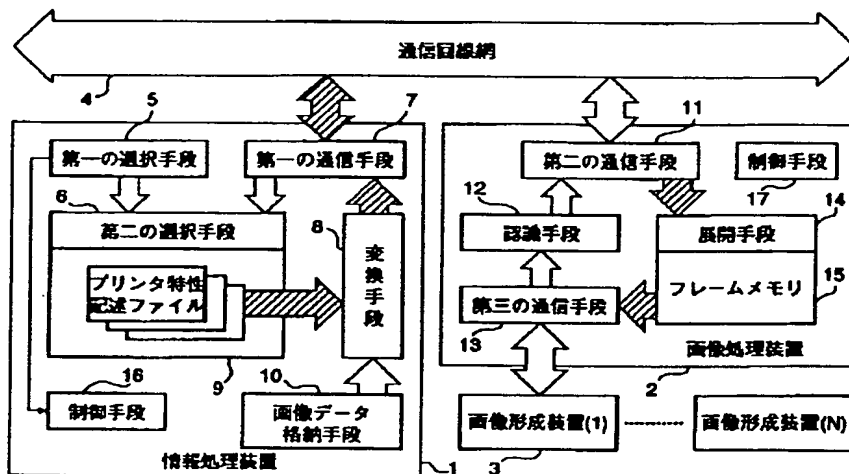 通信回線網
4
5
7
11
第一の選択手段
第一の通信手段
第二の通信手段
制御手段
17
6
12
14
第二の選択手段
8
認識手段
展開手段
変換手段
プリンタ特性
記述ファイル
フレームメモリ
15
第三の通信手段
13
画像処理装置
16
9
10
2
制御手段
画像データ
格納手段
画像形成装置(1)
画像形成装置(N)
情報処理装置
1
3